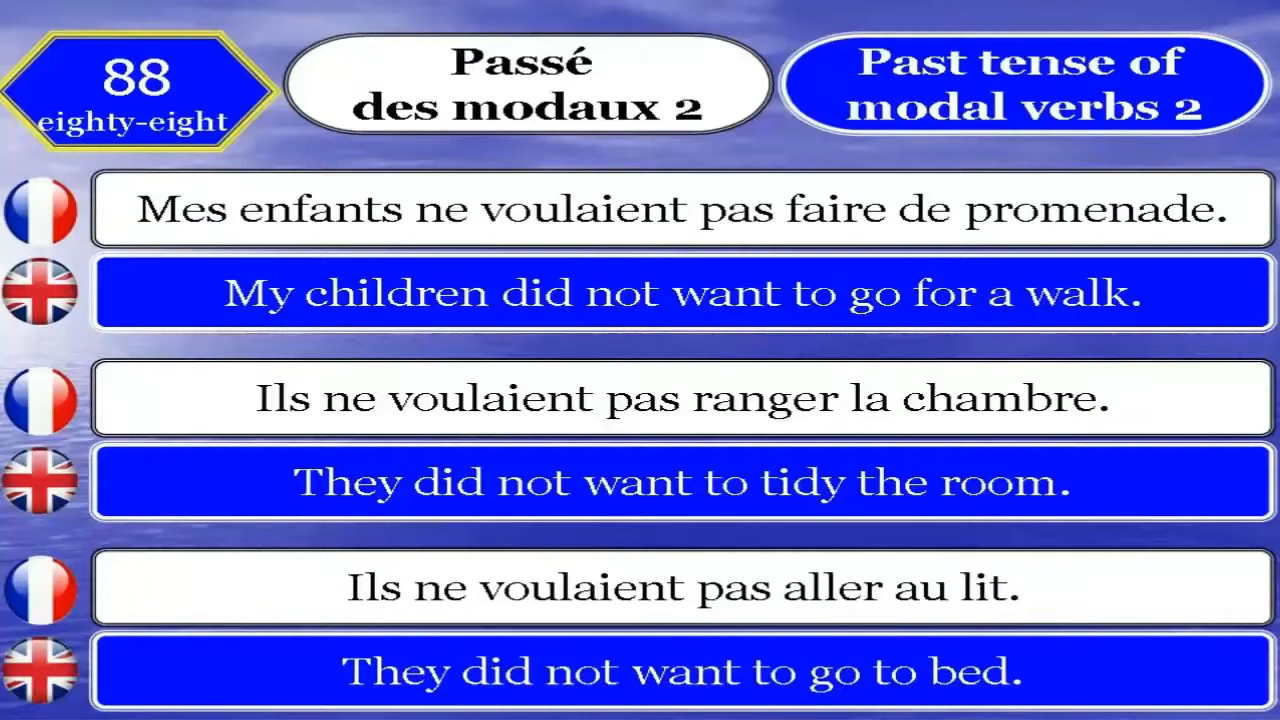 88
eighty-eight
Passé
des modaux 2
Past tense of
modal verbs 2
Mes enfants ne voulaient pas faire de promenade.
My children did not want to go for a walk.
Ils ne voulaient pas ranger la chambre.
They did not want to tidy the room.
Ils ne voulaient pas aller au lit.
They did not want to go to bed.